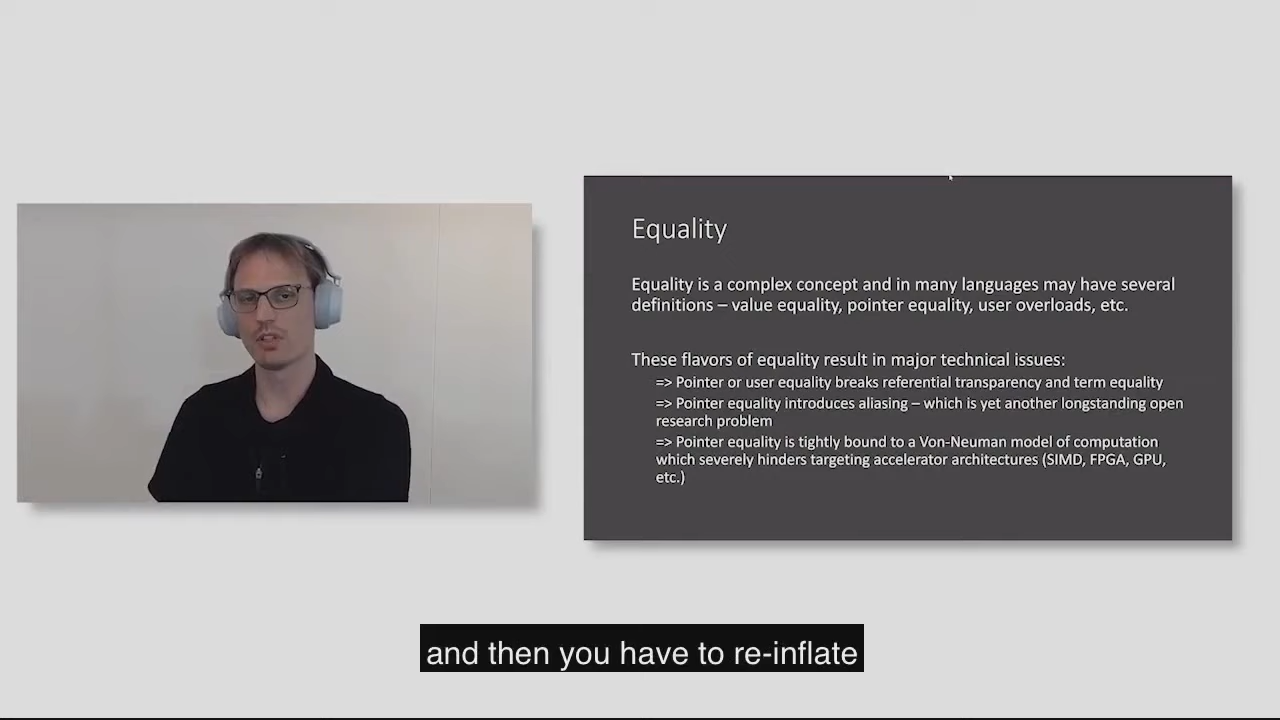 Equality
Equality is a complex concept and in many languages may have several
definitions – value equality, pointer equality, user overloads, etc.
These flavors of equality result in major technical issues:
=> Pointer or user equality breaks referential transparency and term equality
=> Pointer equality introduces aliasing – which is yet another longstanding open
research problem
=> Pointer equality is tightly bound to a Von-Neuman model of computation
which severely hinders targeting accelerator architectures (SIMD, FPGA, GPU,
etc.)
and then you have to re-inflate